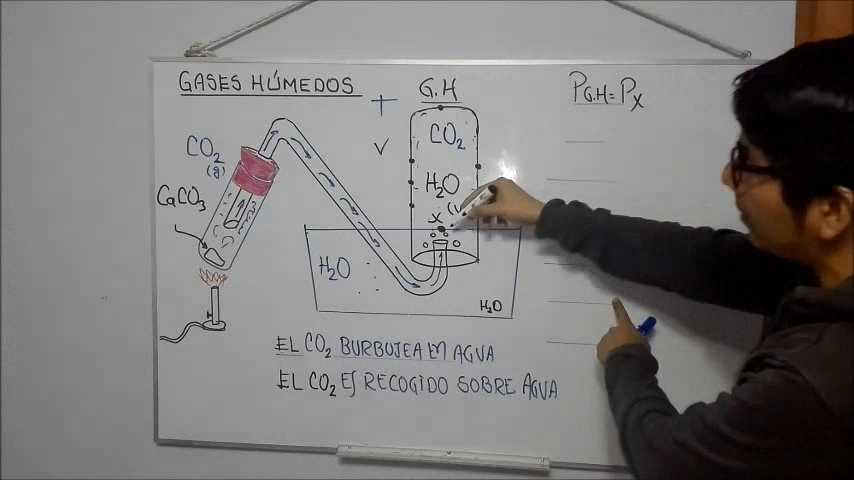 GASES HÚMEDOS
T
V
G.H
PG.H = PX
CO2
(g)
CaCO3
CO2
H2O
(V
X
H2O
H2O
EL CO2 BURBUJEA EN AGUA
EL CO2 ES RECOGIDO SOBRE AGUA